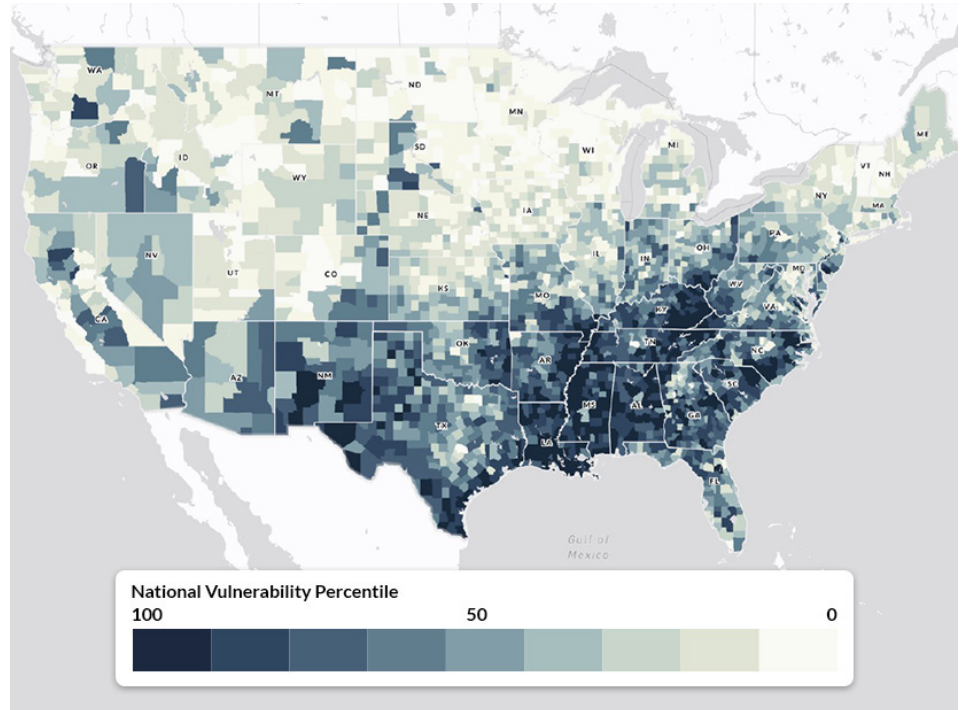 WA
MT
ND
MN
ME
OR
ID
SD
WI
MI
VT
NH
WY
NY
MA
NE
IA
PA
NV
UT
CO
IL
IN
OH
MD
KS
MO
WV
VA
CA
KY
OK
TN
NC
AZ
NM
AR
SC
TX
MS
AL
GA
LA
FL
Gulf of
Mexico
National Vulnerability Percentile
100 50 0